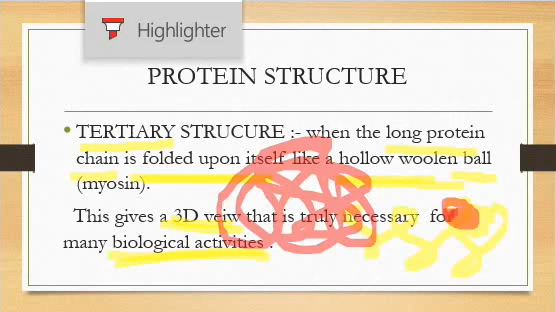 Highlighter
PROTEIN STRUCTURE
• TERTIARY STRUCURE :- when the long protein
chain is folded upon itself like a hollow woolen ball
(myosin).
This gives a 3D veiw that is truly necessary for
many biological activities .